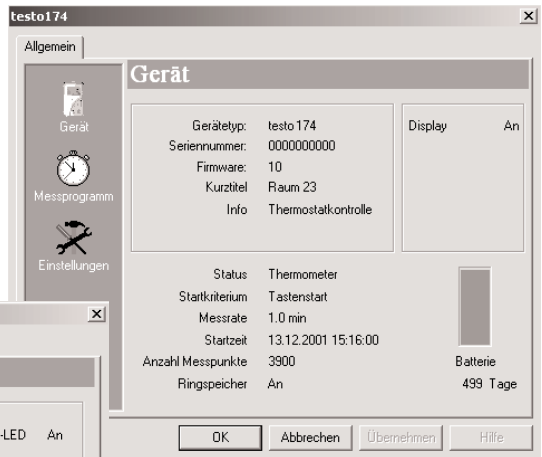 testo174
Allgemein
Gerät
Gerät
Messprogramm
Einstellungen
Gerätetyp: testo 174
Seriennummer: 0000000000
Firmware: 10
Kurztitel Raum 23
Info Thermostatkontrolle
Display An
Status Thermometer
Startkriterium Tastenstart
Messrate 1.0 min
Startzeit 13.12.2001 15:16:00
Anzahl Messpunkte 3900
Ringspeicher An
Batterie
499 Tage
-LED An
OK Abbrechen Übernehmen Hilfe